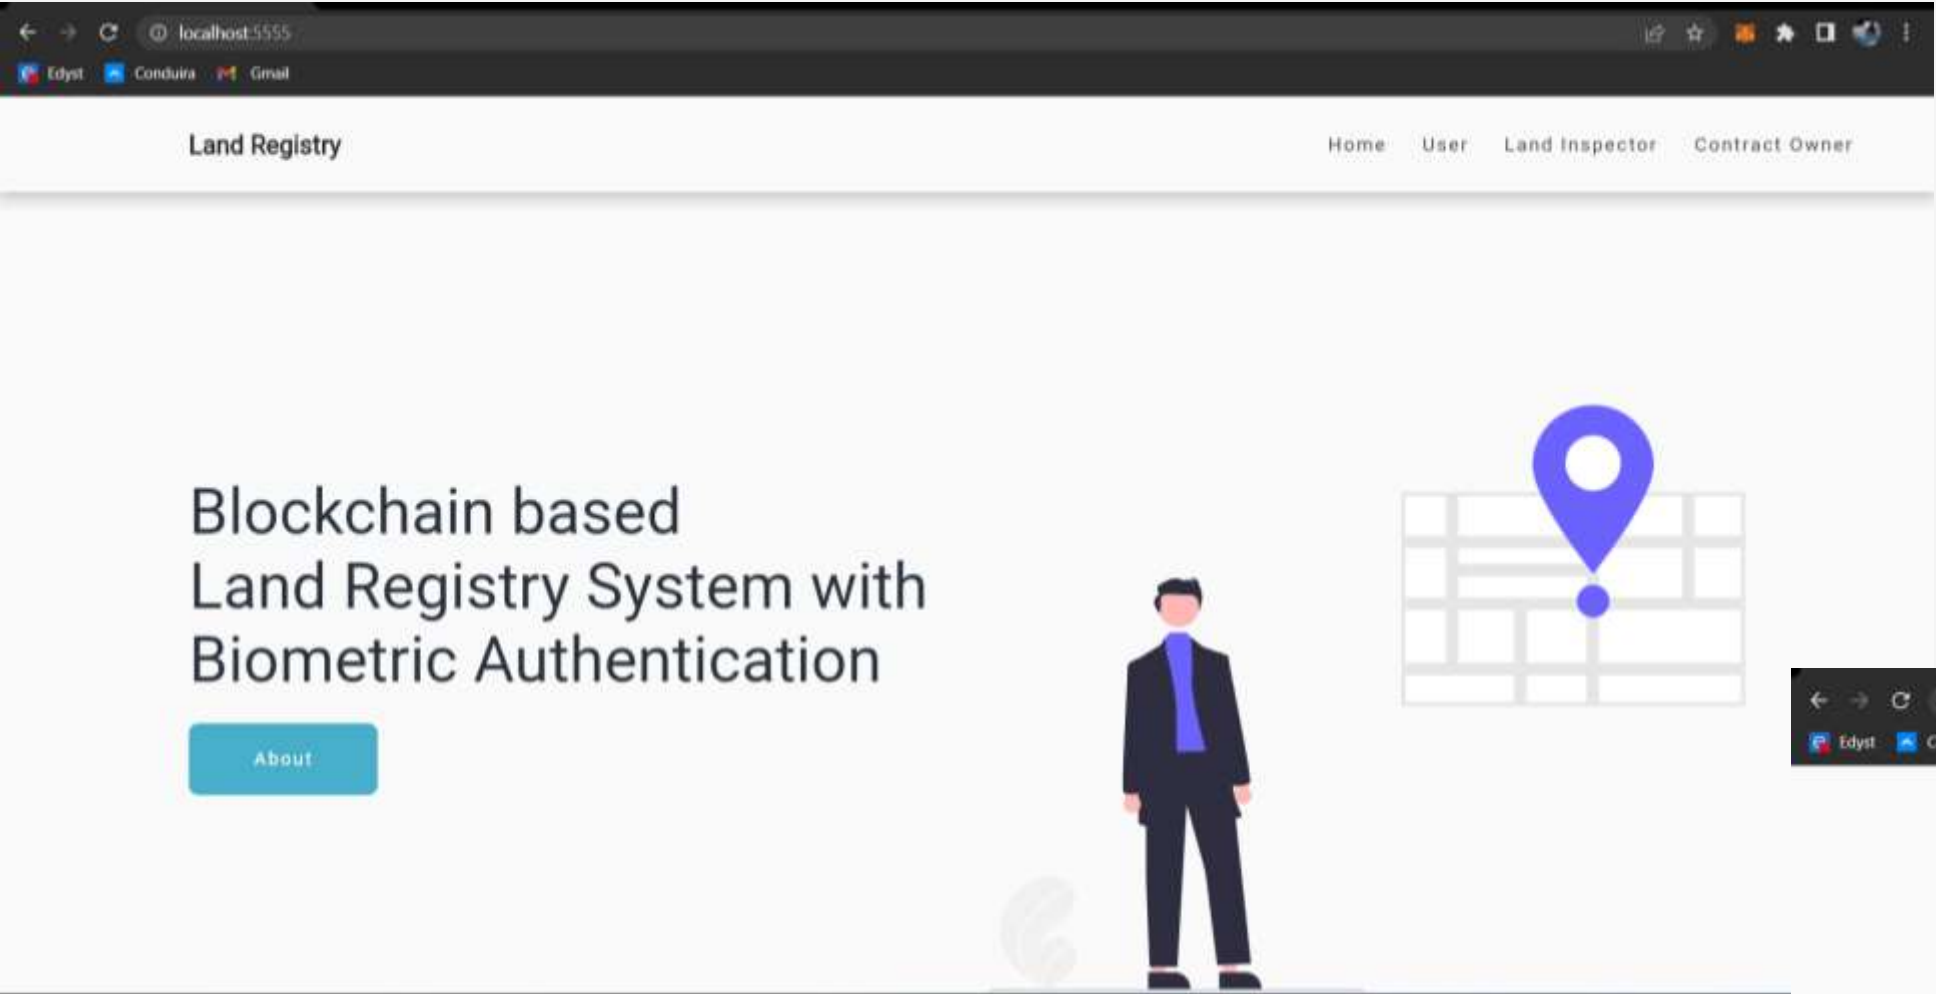 localhost:5555
Edyst Conduira Gmail
Land Registry
Home User Land Inspector Contract Owner
Blockchain based
Land Registry System with
Biometric Authentication
About
Edyst C